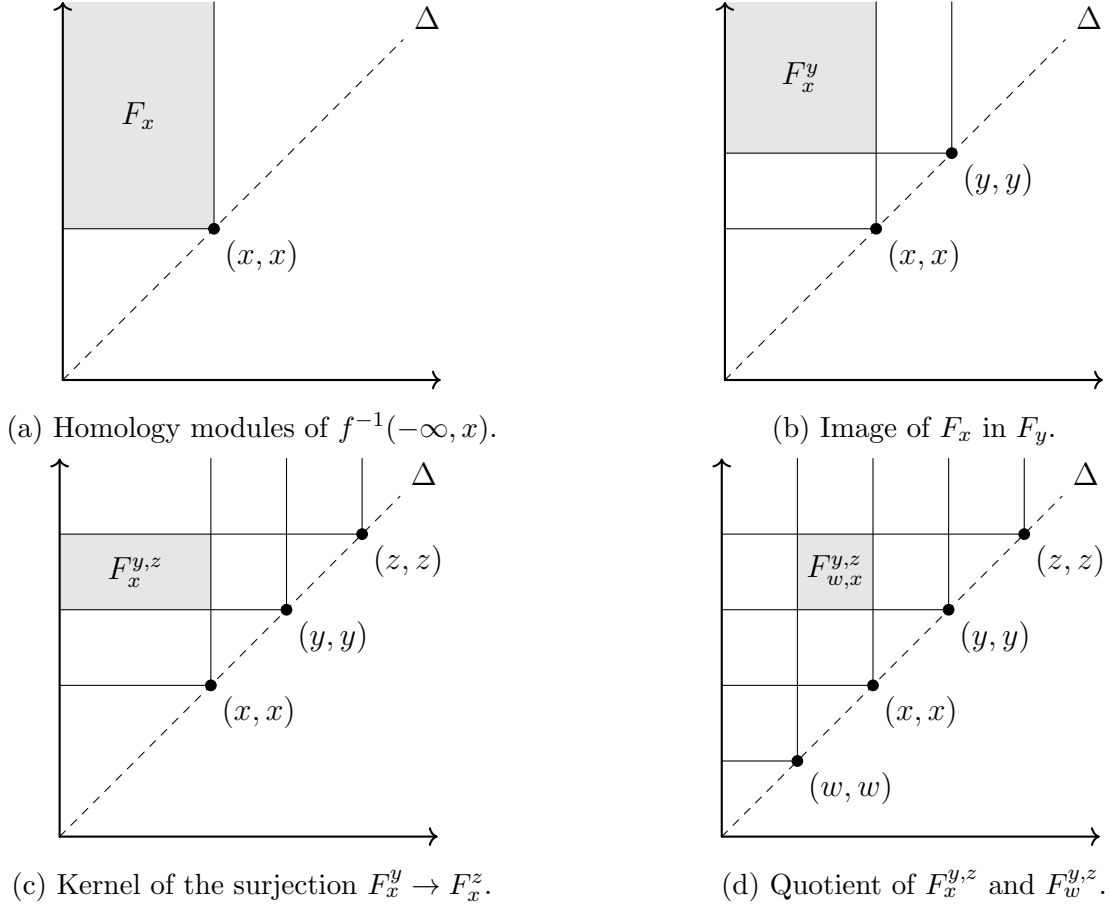 Δ
F_x
(x, x)
(a) Homology modules of f^{-1}(-∞, x).
Δ
F_x^y
(y, y)
(x, x)
(b) Image of F_x in F_y.
Δ
F_x^{y,z}
(z, z)
(y, y)
(x, x)
(c) Kernel of the surjection F_x^y → F_x^z.
Δ
F_{w,x}^{y,z}
(z, z)
(y, y)
(x, x)
(w, w)
(d) Quotient of F_x^{y,z} and F_w^{y,z}.